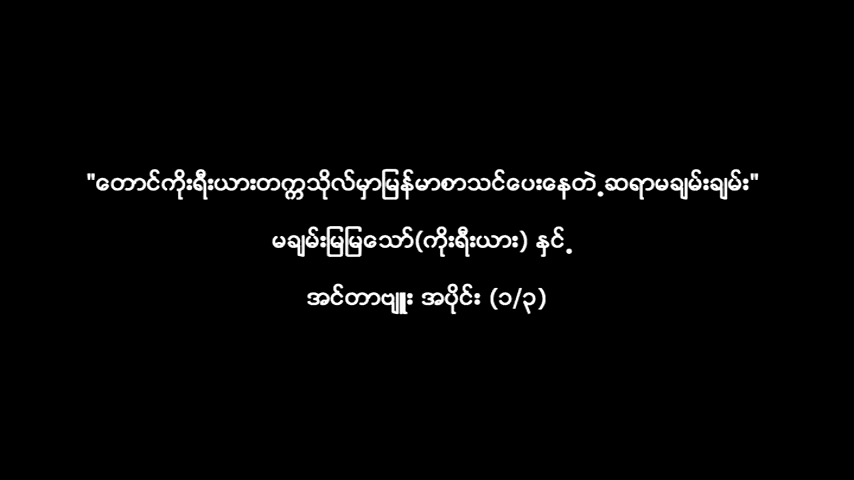 "တောင်ကိုးရီးယားတက္ကသိုလ်မှာမြန်မာစာသင်ပေးနေတဲ့ဆရာမချမ်းချမ်း"
မချမ်းမြမြသော်(ကိုးရီးယား) နှင့်
အင်တာဗျူး အပိုင်း (၁/၃)